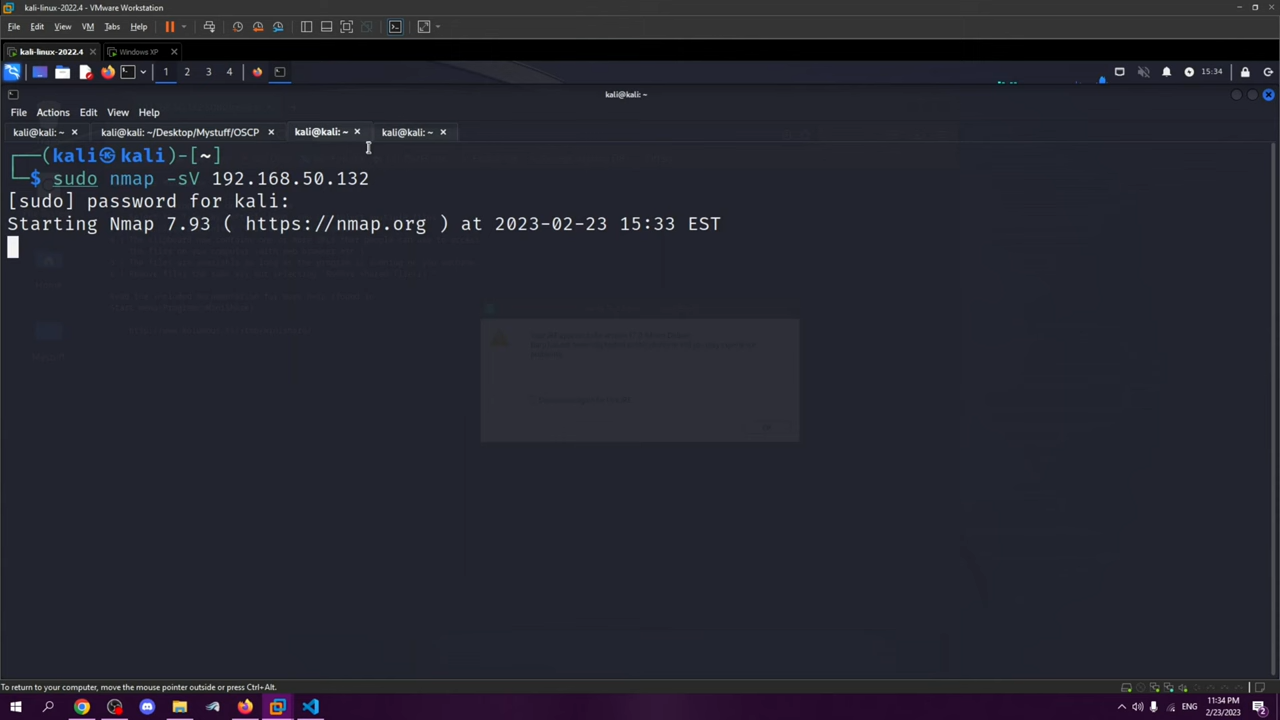 kali-linux-2022.4 - VMware Workstation
File Edit View VM Tabs Help
kali-linux-2022.4 Windows XP
1 2 3 4 15:34
kali@kali: ~
File Actions Edit View Help
kali@kali: ~ kali@kali: ~/Desktop/Mystuff/OSCP kali@kali: ~ kali@kali: ~
(kali㉿kali)-[~]
$ sudo nmap -sV 192.168.50.132
[sudo] password for kali:
Starting Nmap 7.93 ( https://nmap.org ) at 2023-02-23 15:33 EST
To return to your computer, move the mouse pointer outside or press Ctrl+Alt.
ENG 11:34 PM
2/23/2023
2